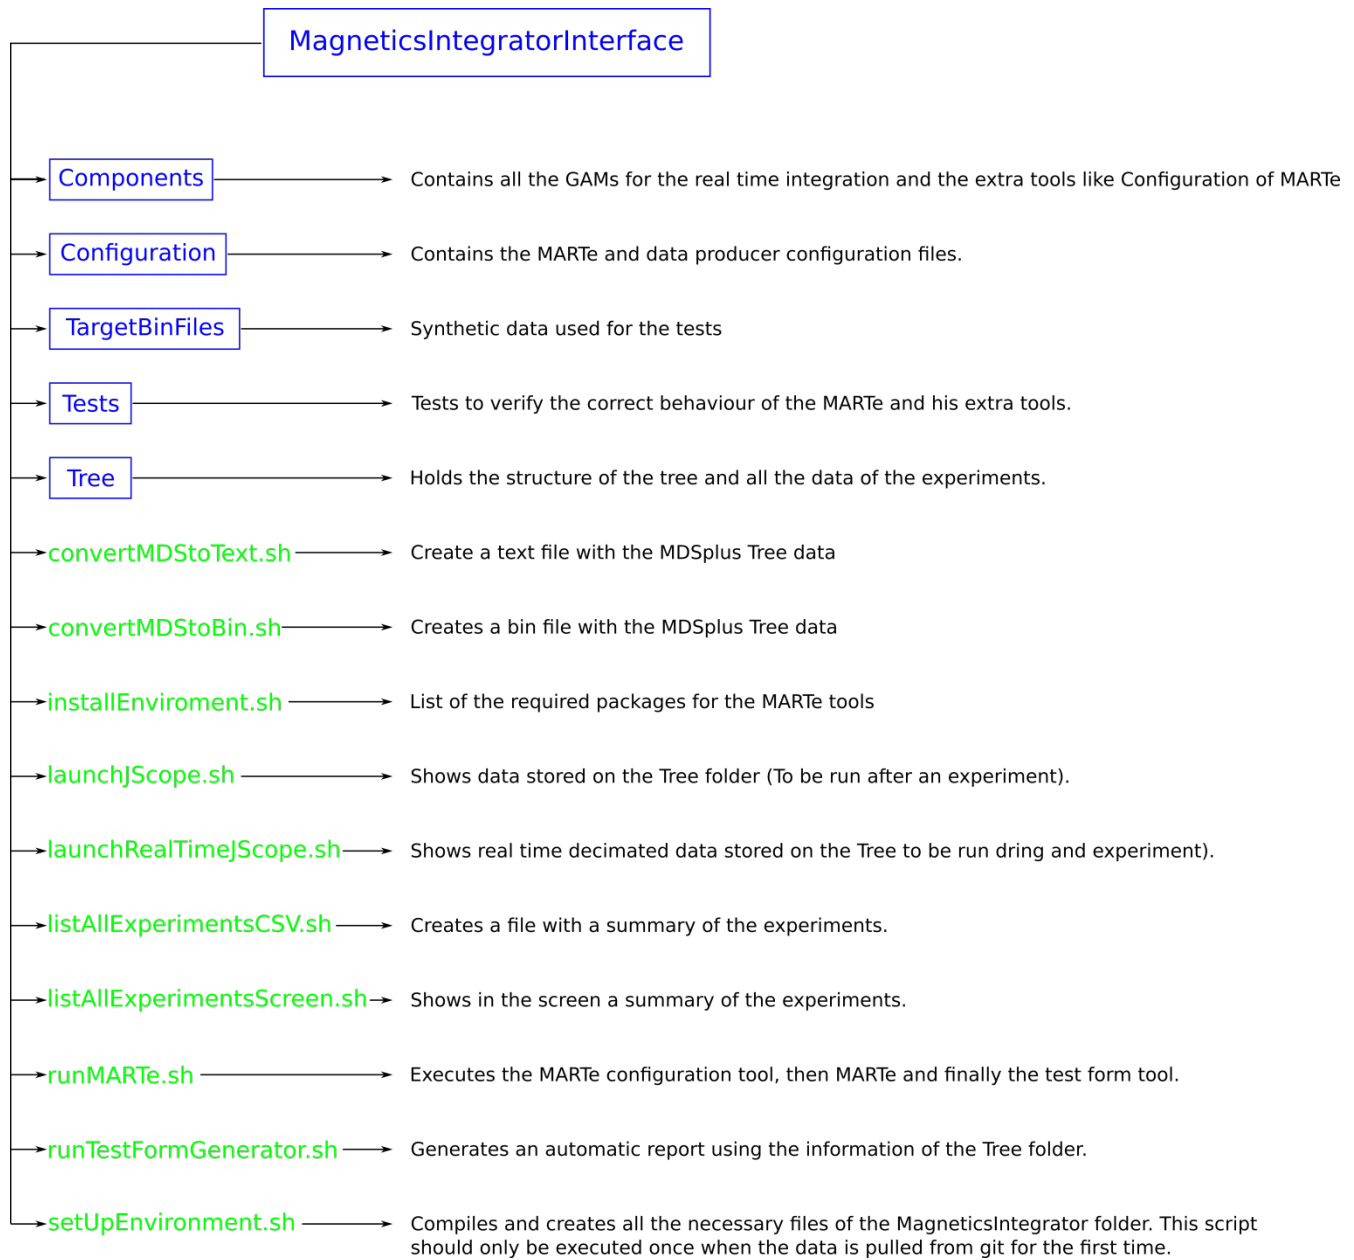 MagneticsIntegratorInterface
Components
Contains all the GAMs for the real time integration and the extra tools like Configuration of MARTe
Configuration
Contains the MARTe and data producer configuration files.
TargetBinFiles
Synthetic data used for the tests
Tests
Tests to verify the correct behaviour of the MARTe and his extra tools.
Tree
Holds the structure of the tree and all the data of the experiments.
convertMDStoText.sh
Create a text file with the MDSplus Tree data
convertMDStoBin.sh
Creates a bin file with the MDSplus Tree data
installEnviroment.sh
List of the required packages for the MARTe tools
launchJScope.sh
Shows data stored on the Tree folder (To be run after an experiment).
launchRealTimeJScope.sh
Shows real time decimated data stored on the Tree to be run dring and experiment).
listAllExperimentsCSV.sh
Creates a file with a summary of the experiments.
listAllExperimentsScreen.sh
Shows in the screen a summary of the experiments.
runMARTe.sh
Executes the MARTe configuration tool, then MARTe and finally the test form tool.
runTestFormGenerator.sh
Generates an automatic report using the information of the Tree folder.
setUpEnvironment.sh
Compiles and creates all the necessary files of the MagneticsIntegrator folder. This script
should only be executed once when the data is pulled from git for the first time.